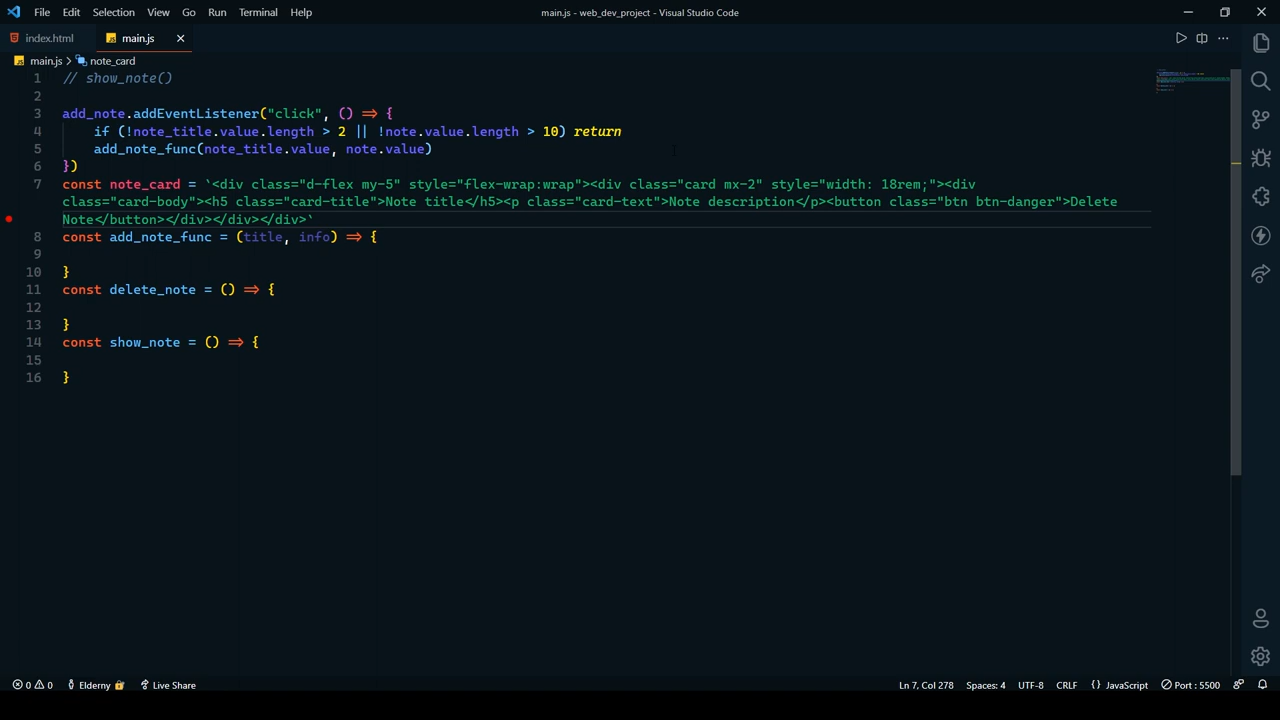 File Edit Selection View Go Run Terminal Help main.js - web_dev_project - Visual Studio Code
index.html main.js
main.js > note_card
1 // show_note()
2
3 add_note.addEventListener("click", () => {
4 if (!note_title.value.length > 2 || !note.value.length > 10) return
5 add_note_func(note_title.value, note.value)
6 })
7 const note_card = `<div class="d-flex my-5" style="flex-wrap:wrap"><div class="card mx-2" style="width: 18rem;"><div
class="card-body"><h5 class="card-title">Note title</h5><p class="card-text">Note description</p><button class="btn btn-danger">Delete
Note</button></div></div></div>`
8 const add_note_func = (title, info) => {
9
10 }
11 const delete_note = () => {
12
13 }
14 const show_note = () => {
15
16 }
0 0 Elderny Live Share Ln 7, Col 278 Spaces: 4 UTF-8 CRLF {} JavaScript Port : 5500